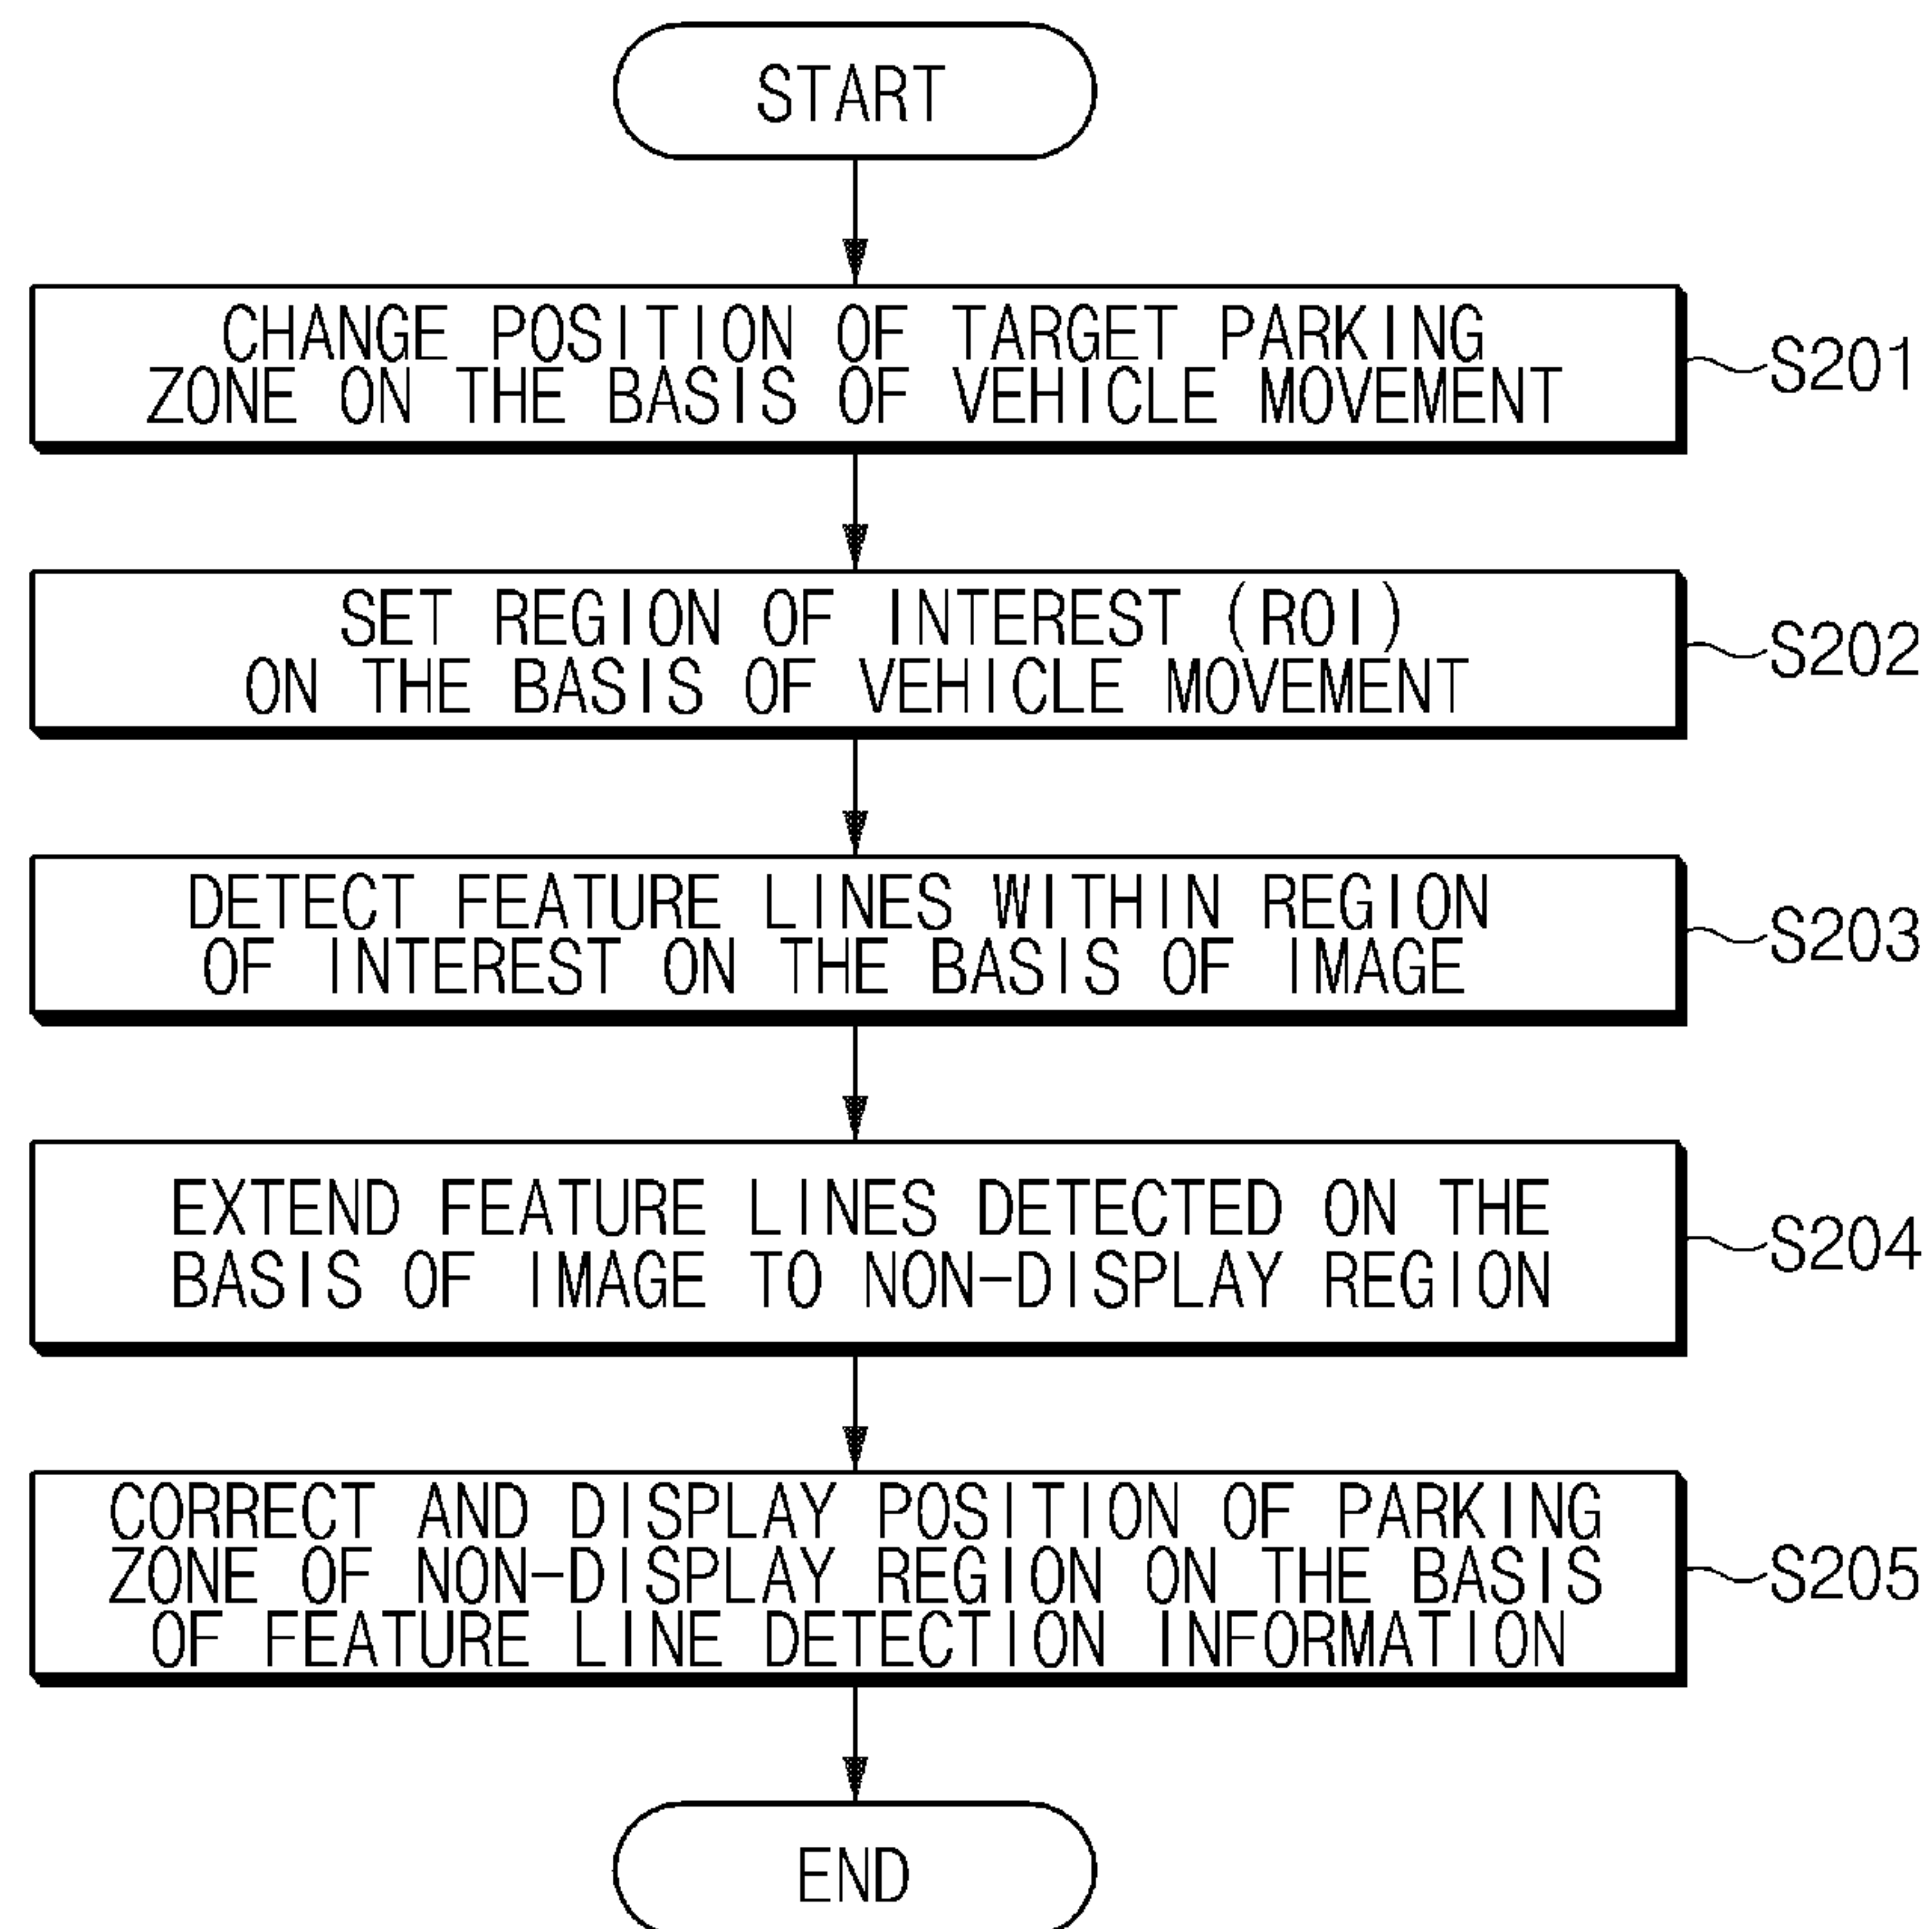 START
CHANGE POSITION OF TARGET PARKING
ZONE ON THE BASIS OF VEHICLE MOVEMENT
S201
SET REGION OF INTEREST (ROI)
ON THE BASIS OF VEHICLE MOVEMENT
S202
DETECT FEATURE LINES WITHIN REGION
OF INTEREST ON THE BASIS OF IMAGE
S203
EXTEND FEATURE LINES DETECTED ON THE
BASIS OF IMAGE TO NON-DISPLAY REGION
S204
CORRECT AND DISPLAY POSITION OF PARKING
ZONE OF NON-DISPLAY REGION ON THE BASIS
OF FEATURE LINE DETECTION INFORMATION
S205
END